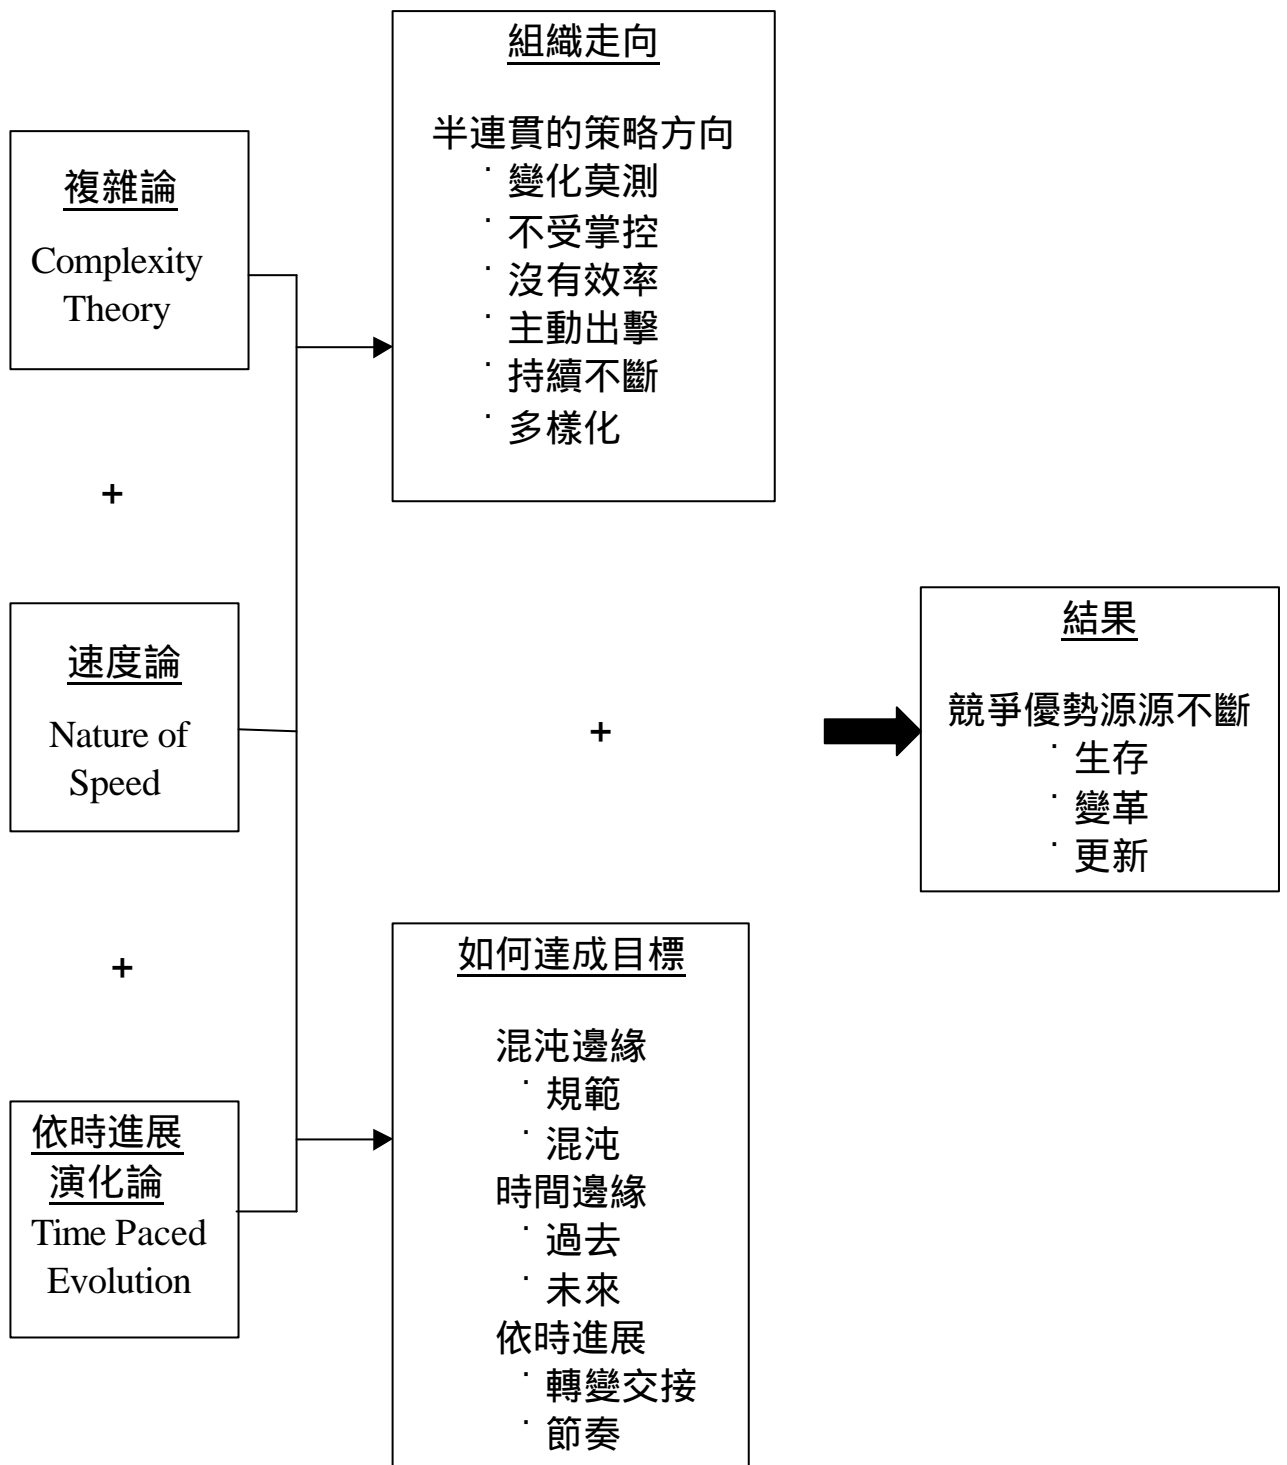 複雜論
Complexity
Theory
+
速度論
Nature of
Speed
+
依時進展
演化論
Time Paced
Evolution
組織走向
半連貫的策略方向
˙變化莫測
˙不受掌控
˙沒有效率
˙主動出擊
˙持續不斷
˙多樣化
+
如何達成目標
混沌邊緣
˙規範
˙混沌
時間邊緣
˙過去
˙未來
依時進展
˙轉變交接
˙節奏
結果
競爭優勢源源不斷
˙生存
˙變革
˙更新